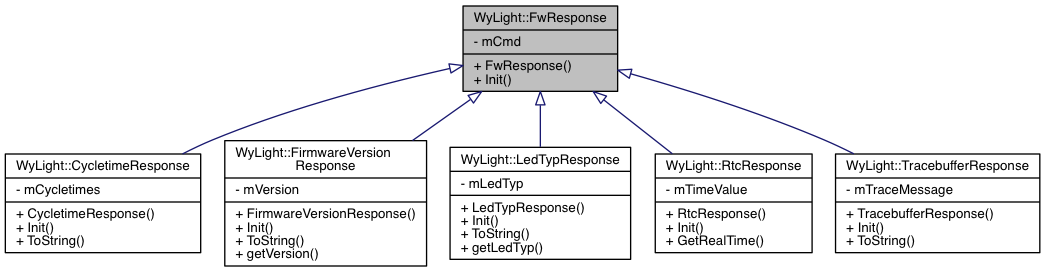 WyLight::FwResponse
- mCmd
+ FwResponse()
+ Init()
WyLight::CycletimeResponse
- mCycletimes
+ CycletimeResponse()
+ Init()
+ ToString()
WyLight::FirmwareVersion
Response
- mVersion
+ FirmwareVersionResponse()
+ Init()
+ ToString()
+ getVersion()
WyLight::LedTypResponse
- mLedTyp
+ LedTypResponse()
+ Init()
+ ToString()
+ getLedTyp()
WyLight::RtcResponse
- mTimeValue
+ RtcResponse()
+ Init()
+ GetRealTime()
WyLight::TracebufferResponse
- mTraceMessage
+ TracebufferResponse()
+ Init()
+ ToString()